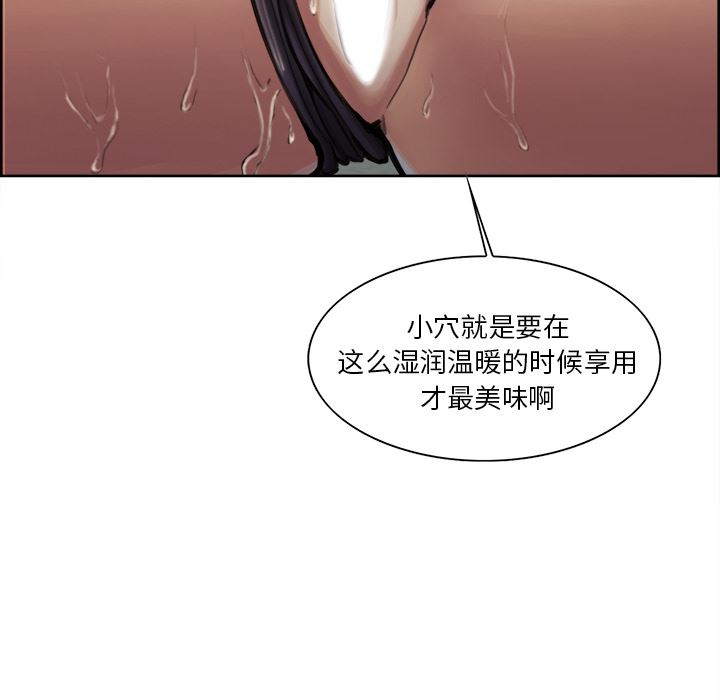 小穴就是要在
这么湿润温暖的时候享用
才最美味啊